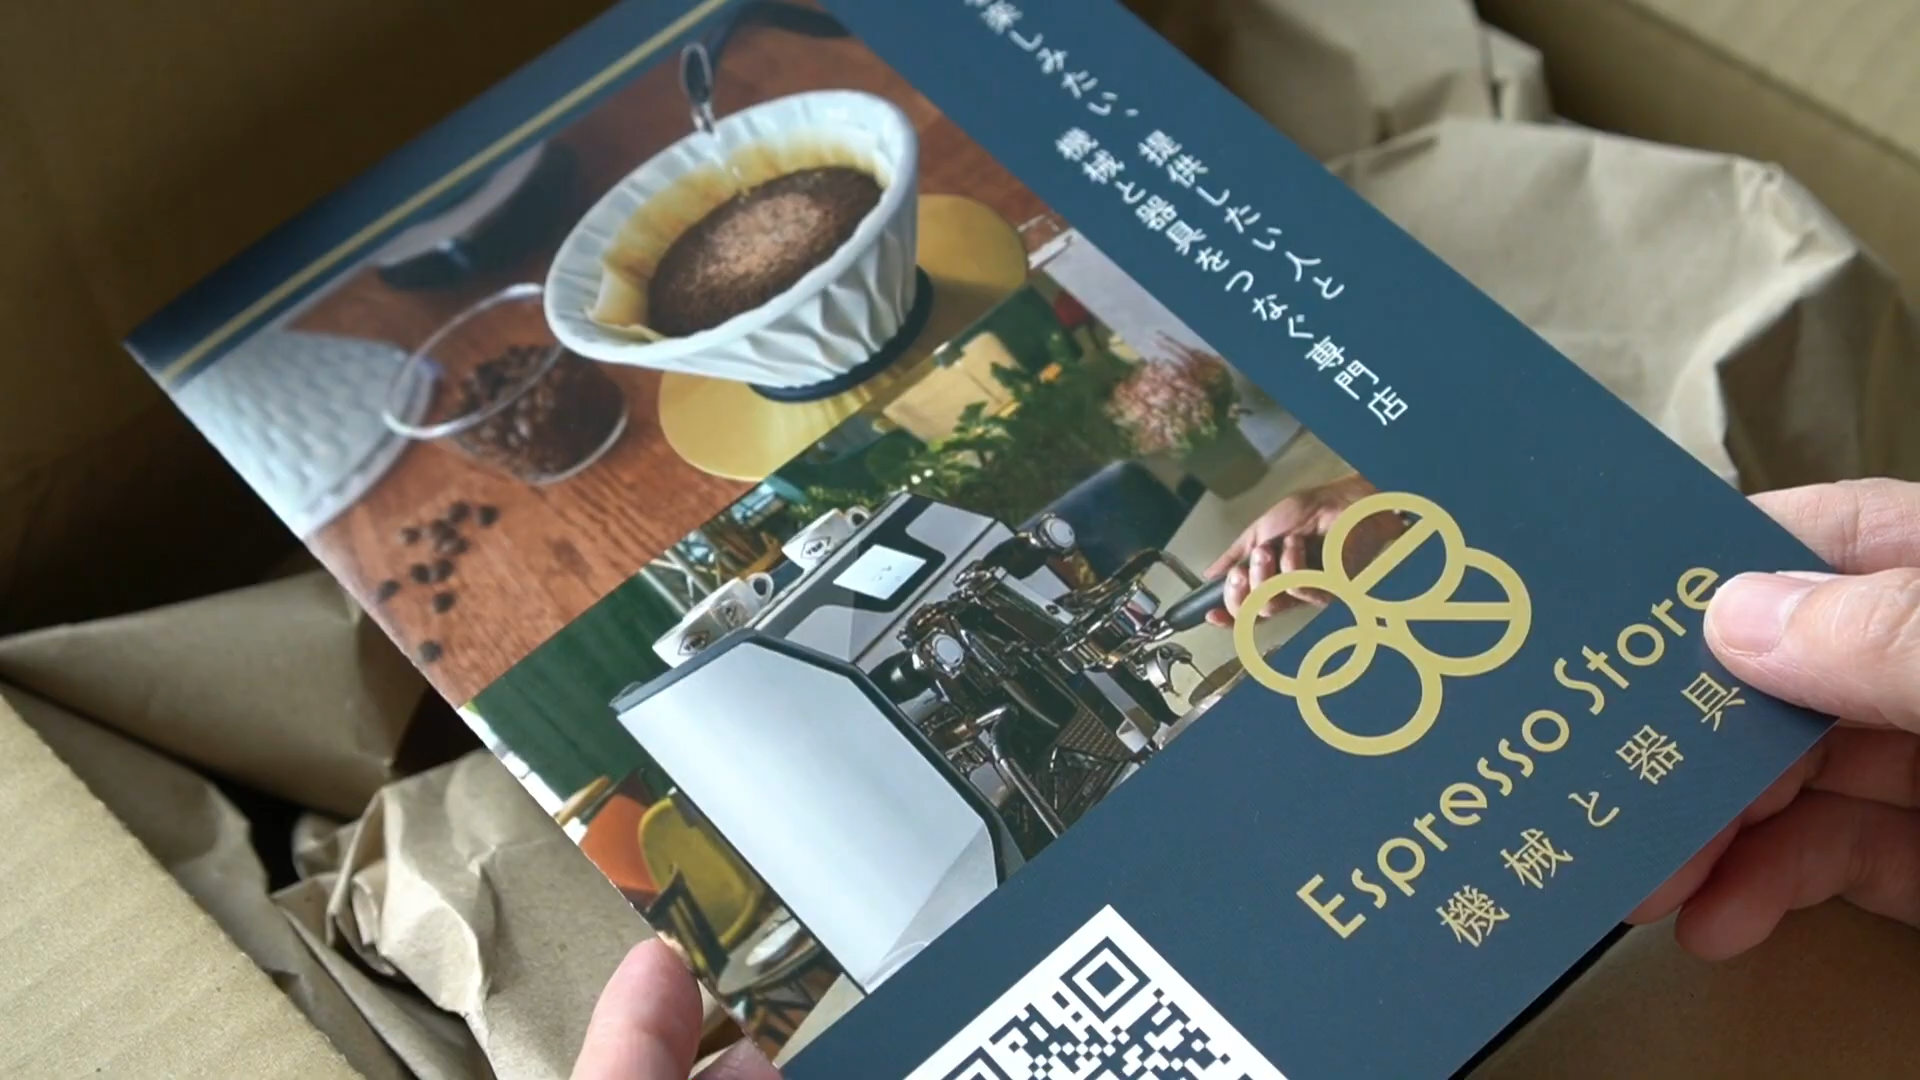 楽しみたい、提供したい人と
機械と器具をつなぐ専門店
Espresso Store
機械と器具